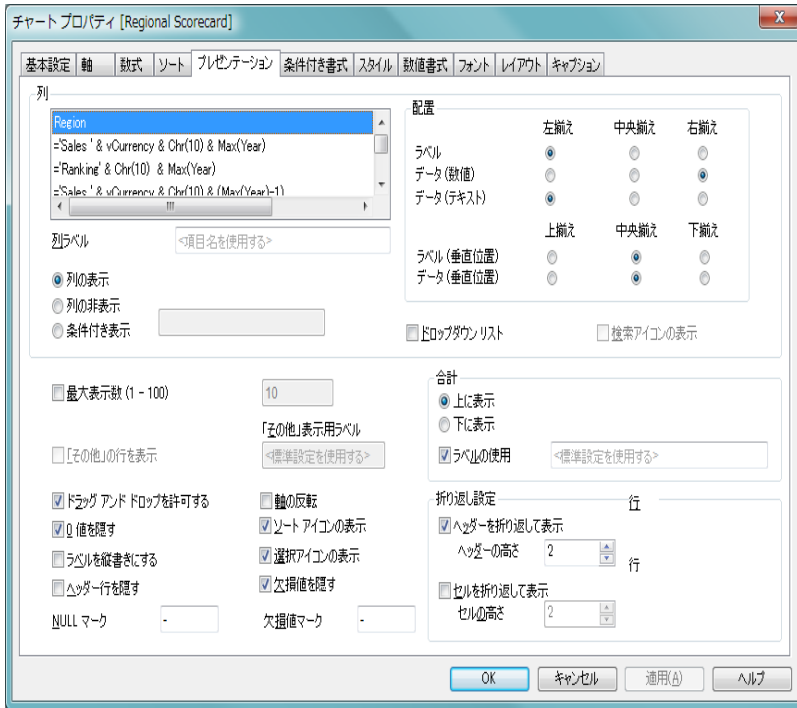 チャート プロパティ [Regional Scorecard]
基本設定 軸 数式 ソート プレゼンテーション 条件付き書式 スタイル 数値書式 フォント レイアウト キャプション
列
Region
='Sales ' & vCurrency & Chr(10) & Max(Year)
='Ranking' & Chr(10) & Max(Year)
='Sales ' & vCurrency & Chr(10) & (Max(Year)-1)
列ラベル <項目名を使用する>
列の表示
列の非表示
条件付き表示
配置
左揃え 中央揃え 右揃え
ラベル
データ (数値)
データ (テキスト)
上揃え 中央揃え 下揃え
ラベル (垂直位置)
データ (垂直位置)
ドロップダウン リスト 検索アイコンの表示
最大表示数 (1 - 100) 10
「その他」表示用ラベル
「その他」の行を表示 <標準設定を使用する>
合計
上に表示
下に表示
ラベルの使用 <標準設定を使用する>
ドラッグ アンド ドロップを許可する 軸の反転
0 値を隠す ソート アイコンの表示
ラベルを縦書きにする 選択アイコンの表示
ヘッダー行を隠す 欠損値を隠す
NULL マーク - 欠損値マーク -
折り返し設定 行
ヘッダーを折り返して表示
ヘッダーの高さ 2 行
セルを折り返して表示
セルの高さ 2
OK キャンセル 適用(A) ヘルプ